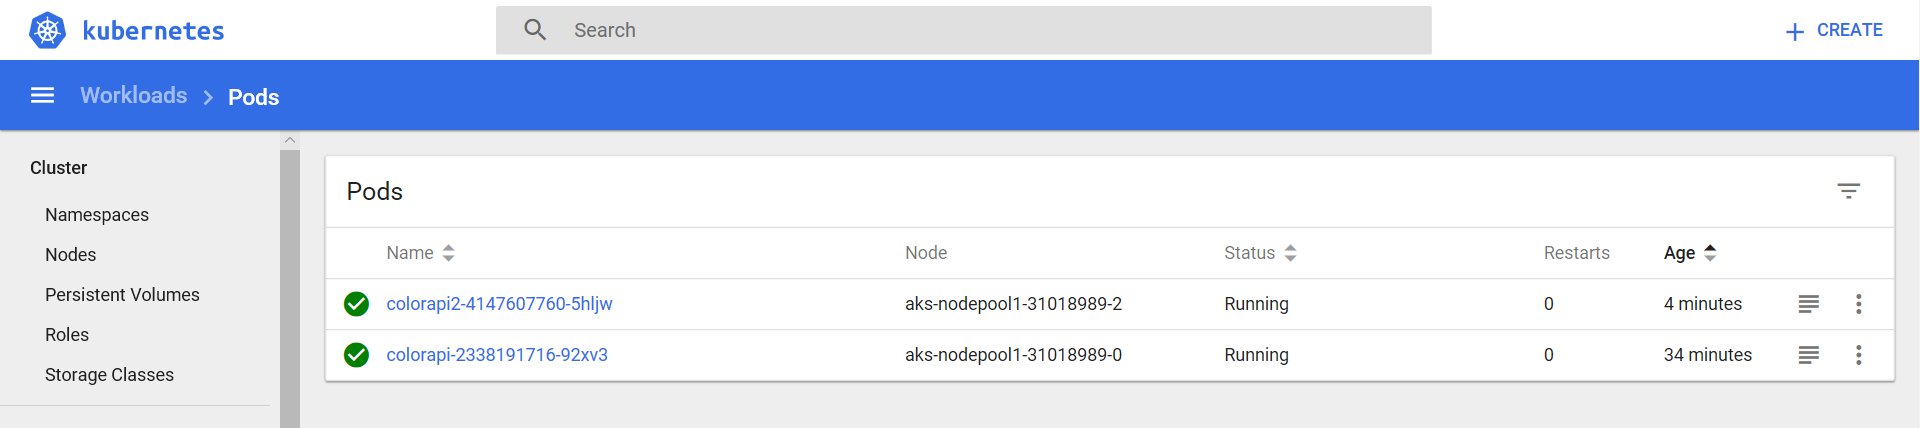 kubernetes
Search
CREATE
Workloads > Pods
Cluster
Namespaces
Nodes
Persistent Volumes
Roles
Storage Classes
Pods
Name Node Status Restarts Age
colorapi2-4147607760-5hljw aks-nodepool1-31018989-2 Running 0 4 minutes
colorapi-2338191716-92xv3 aks-nodepool1-31018989-0 Running 0 34 minutes